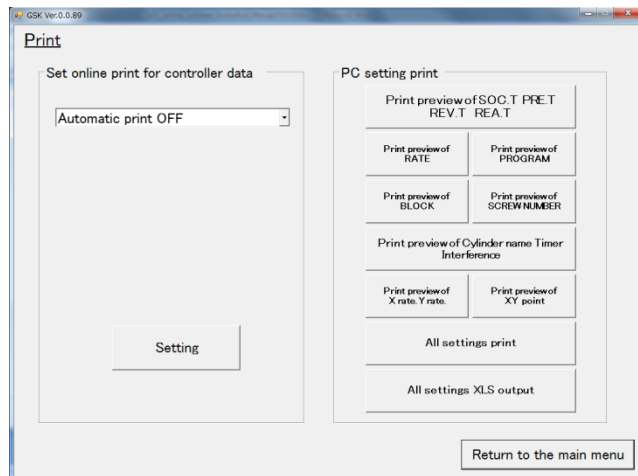 GSK Ver.0.0.89
Print
Set online print for controller data
Automatic print OFF
Setting
PC setting print
Print preview of SOC.T PRE.T
REV.T REA.T
Print preview of
RATE
Print preview of
PROGRAM
Print preview of
BLOCK
Print preview of
SCREW NUMBER
Print preview of Cylinder name Timer
Interference
Print preview of
X rate. Y rate.
Print preview of
XY point
All settings print
All settings XLS output
Return to the main menu